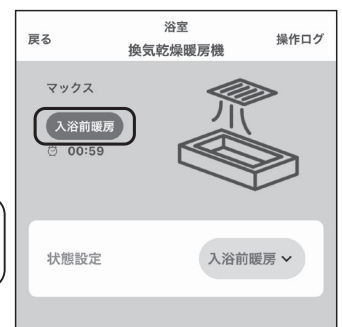 戻る
浴室
換気乾燥暖房機
操作ログ
マックス
入浴前暖房
00:59
状態設定
入浴前暖房